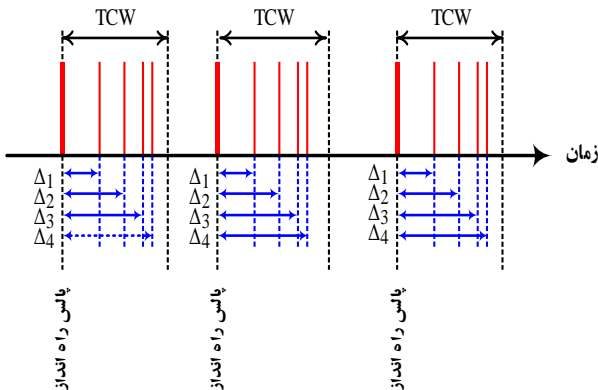 TCW TCW TCW
زمان
Δ1 Δ1 Δ1
Δ2 Δ2 Δ2
Δ3 Δ3 Δ3
Δ4 Δ4 Δ4
پالس راه انداز
پالس راه انداز
پالس راه انداز